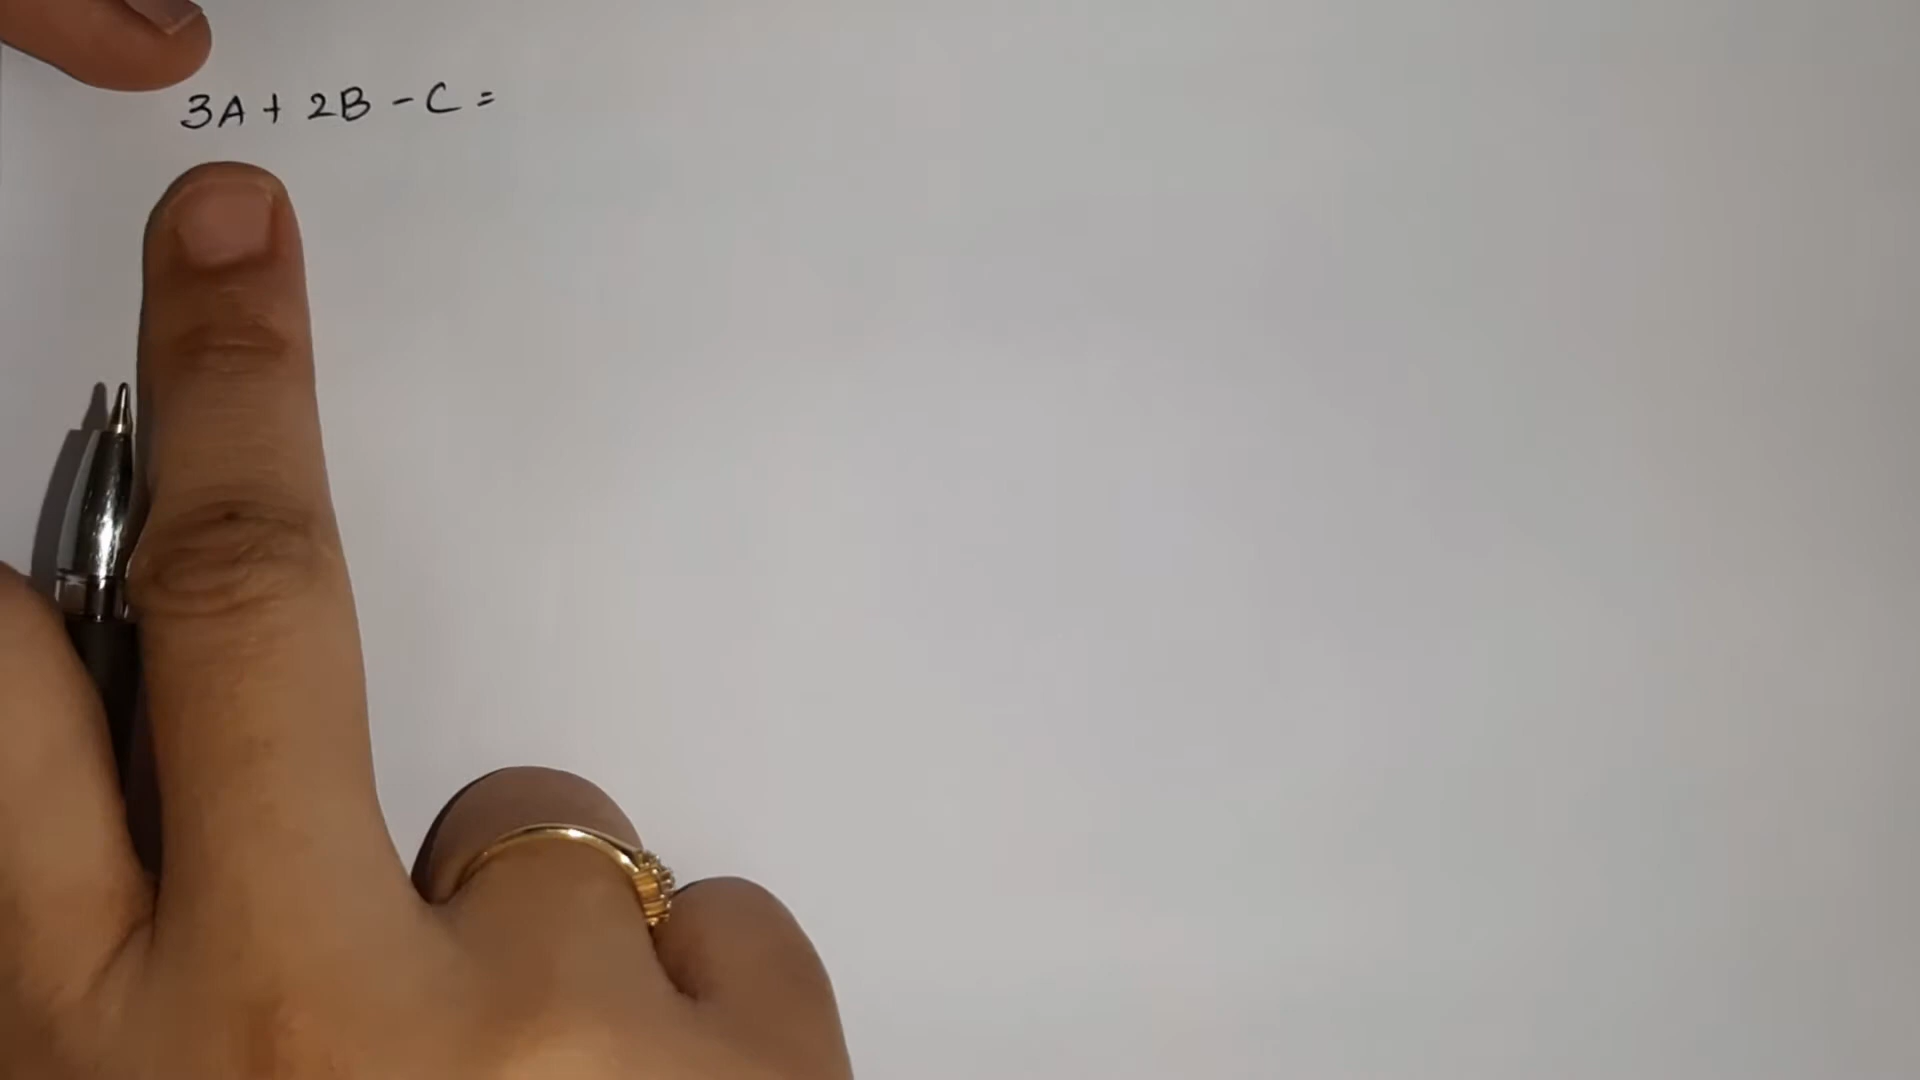 3A + 2B - C =